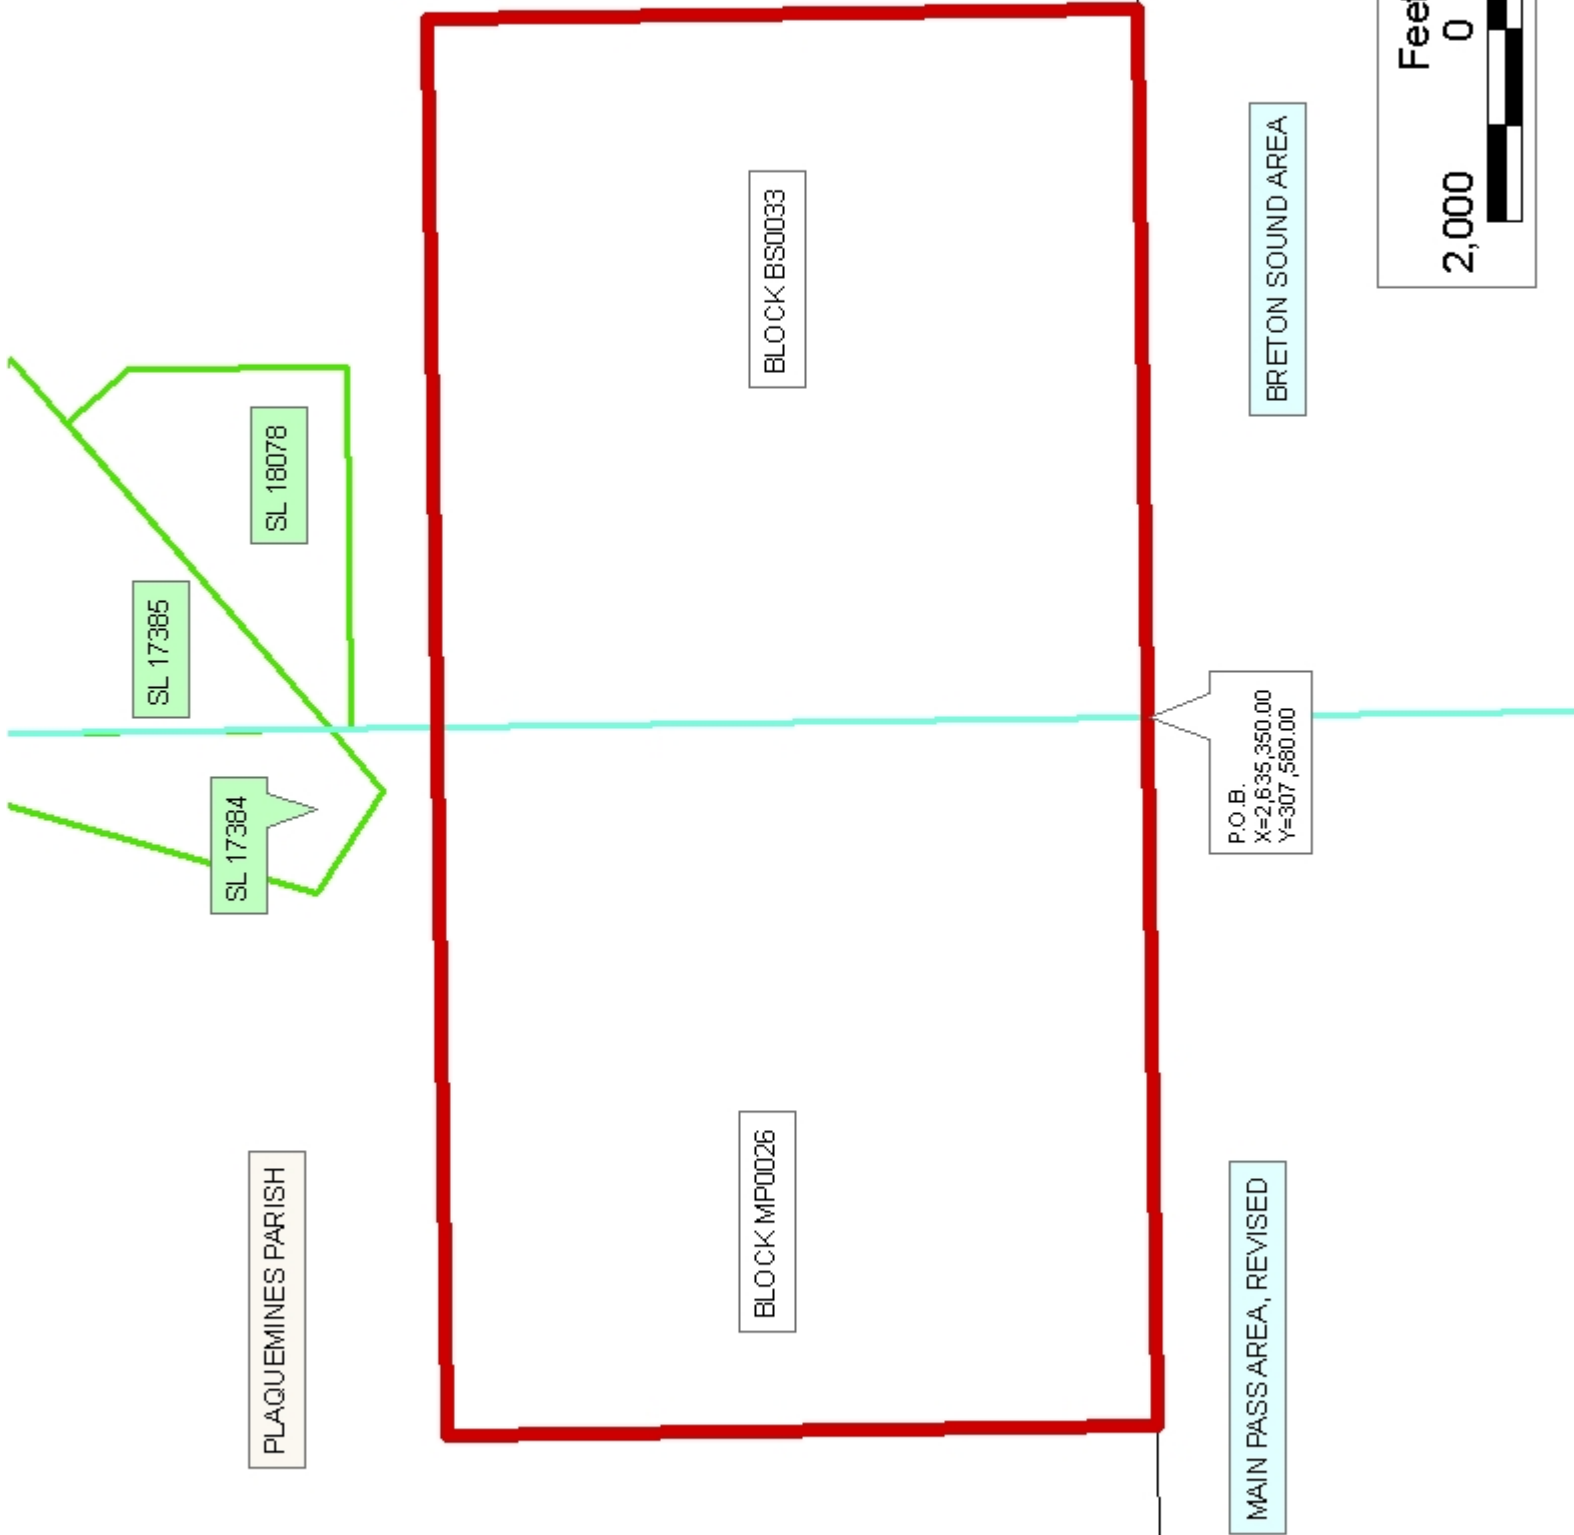 PLAQUEMINES PARISH
SL 17384
SL 17385
SL 18078
BLOCK MP0026
BLOCK BS0033
P.O.B.
X=2,635,350.00
Y=307,580.00
MAIN PASS AREA, REVISED
BRETON SOUND AREA
Feet
2,000 0